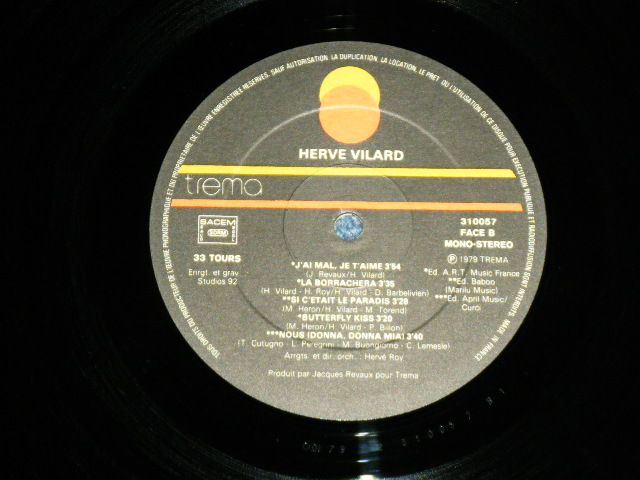 TOUS DROITS DU PRODUCTEUR DE L'ŒUVRE PHONOGRAPHIQUE ET DU PROPRIETAIRE DE L'ŒUVRE ENREGISTREE RESERVES. SAUF AUTORISATION, LA DUPLICATION, LA LOCATION, LE PRET OU L'UTILISATION DE CE DISQUE POUR EXECUTION PUBLIQUE ET RADIODIFFUSION SONT INTERDITS. MADE IN FRANCE.
HERVE VILARD
trema
SACEM
310057
FACE B
MONO-STEREO
33 TOURS
℗ 1979 TREMA
Enrgt. et grav.
Studios 92
*J'AI MAL, JE T'AIME 3'54
(J. Revaux/H. Vilard)
*LA BORRACHERA 3'35
(H. Vilard - H. Roy/H. Vilard - D. Barbelivien)
**SI C'ETAIT LE PARADIS 3'28
(M. Heron/H. Vilard - M. Torend)
*BUTTERFLY KISS 3'20
(M. Heron/H. Vilard - P. Billon)
***NOUS (DONNA, DONNA MIA) 3'40
(T. Cutugno - L. Peregrini - M. Buongiorno - C. Lemesle)
*Ed. A.R.T. Music France
**Ed. Baboo
(Marilu Music)
***Ed. April Music/
Curci
Arrgts. et dir. orch. : Hervé Roy
Produit par Jacques Revaux pour Trema